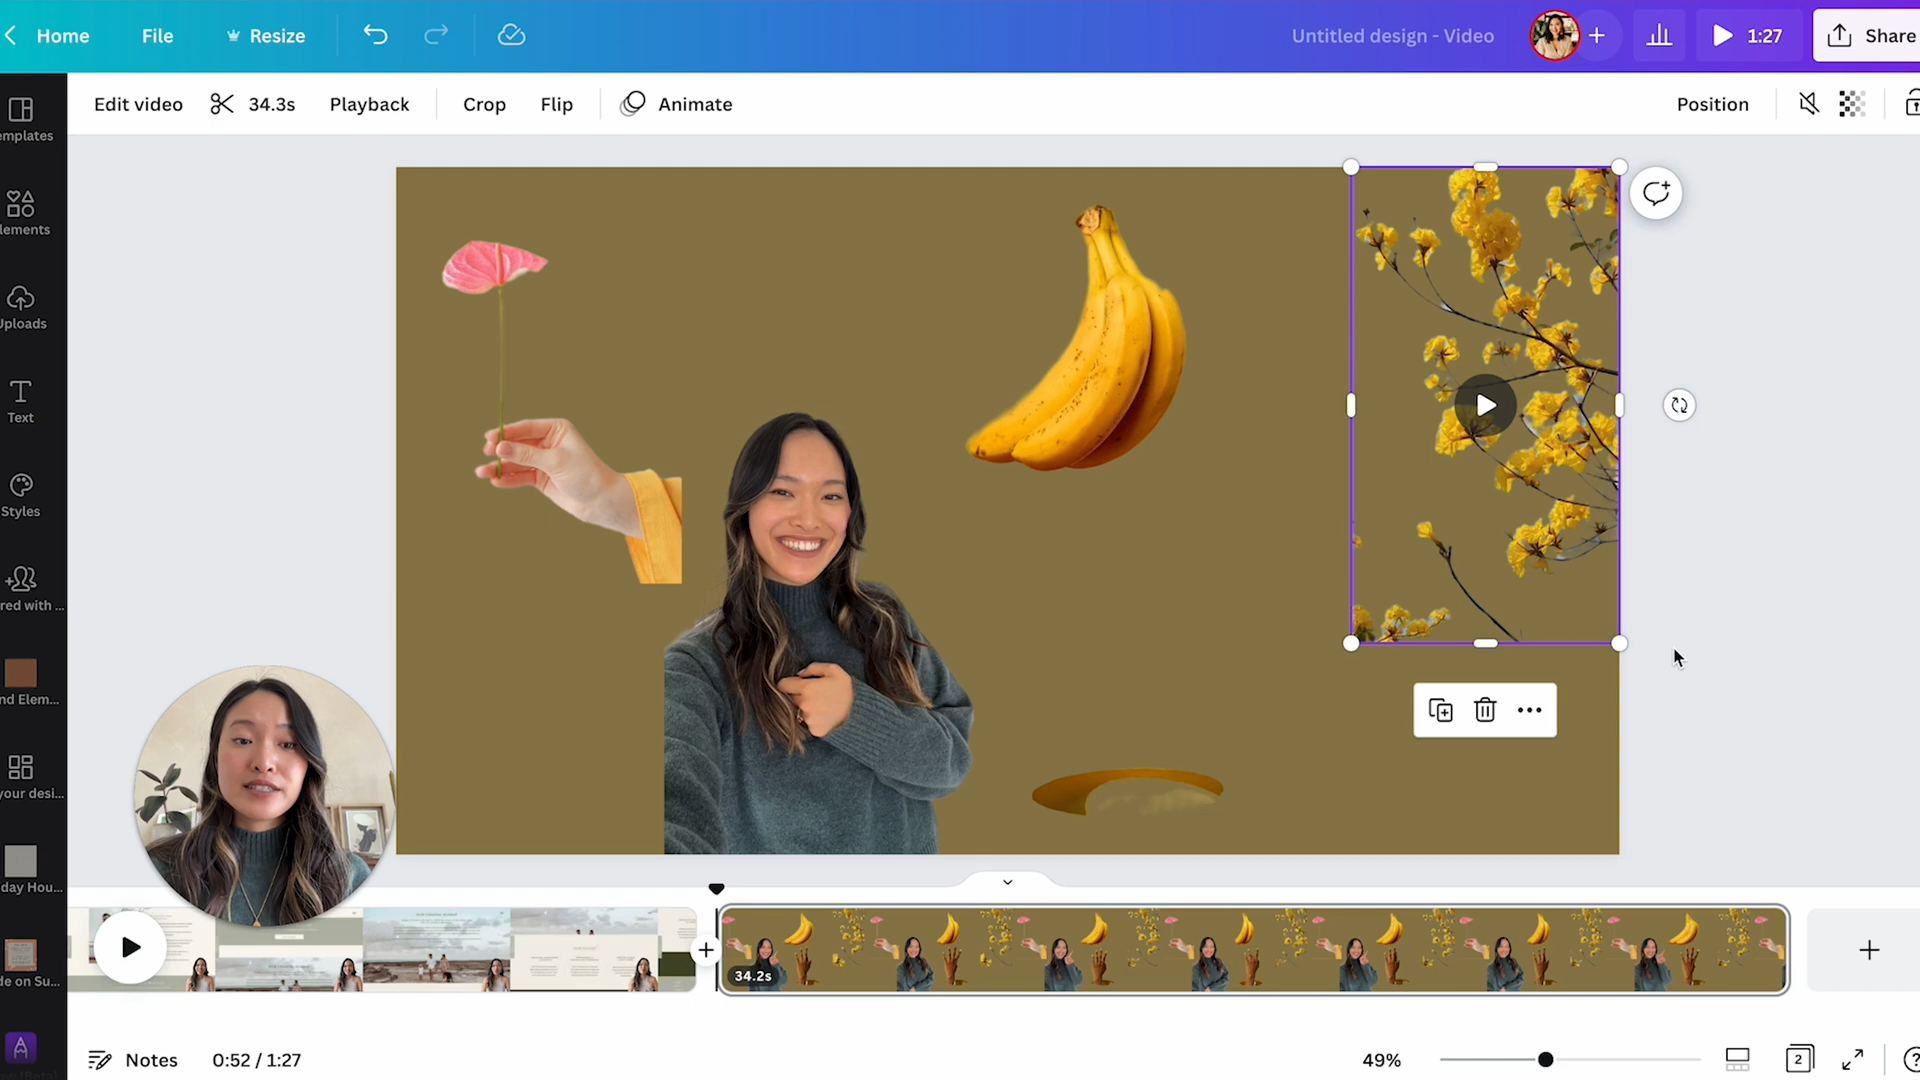 Home File Resize Untitled design - Video 1:27 Share
Edit video 34.3s Playback Crop Flip Animate Position
emplates
lements
Uploads
Text
Styles
red with ...
nd Elem...
your desi...
day Hou...
de on Su...
34.2s
Notes 0:52 / 1:27 49% 2